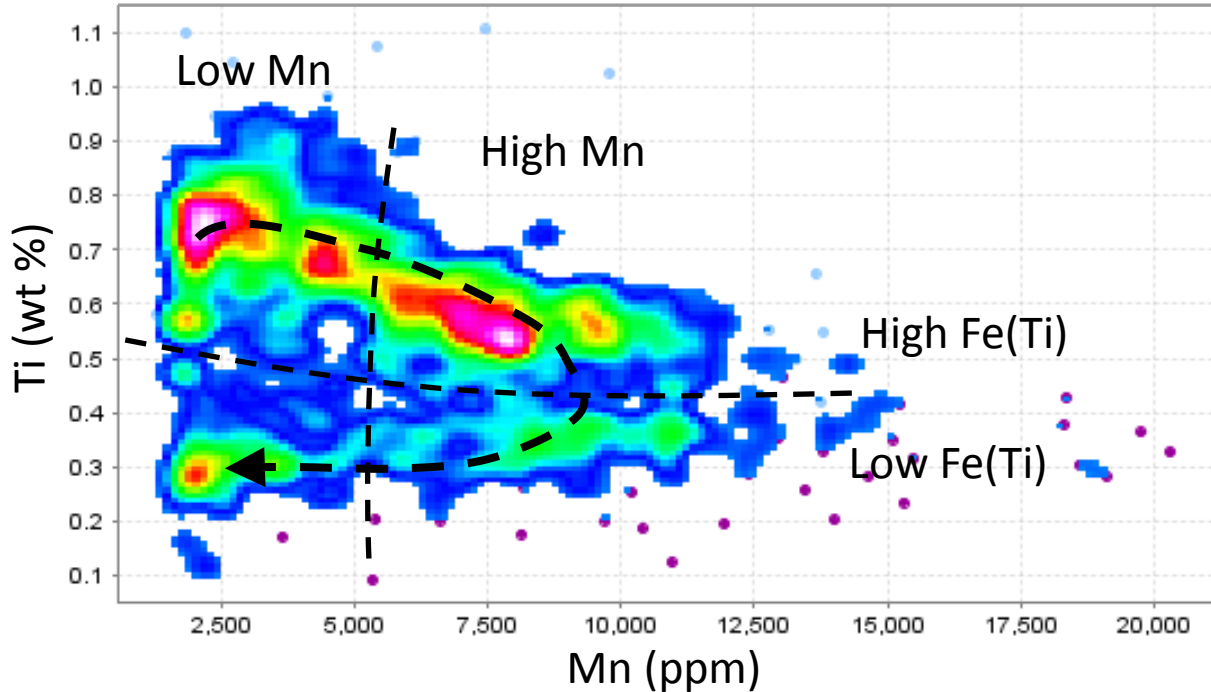 1.1
Low Mn
1.0
0.9
High Mn
0.8
0.7
0.6
High Fe(Ti)
0.5
0.4
Low Fe(Ti)
0.3
0.2
0.1
Ti (wt %)
2,500 5,000 7,500 10,000 12,500 15,000 17,500 20,000
Mn (ppm)